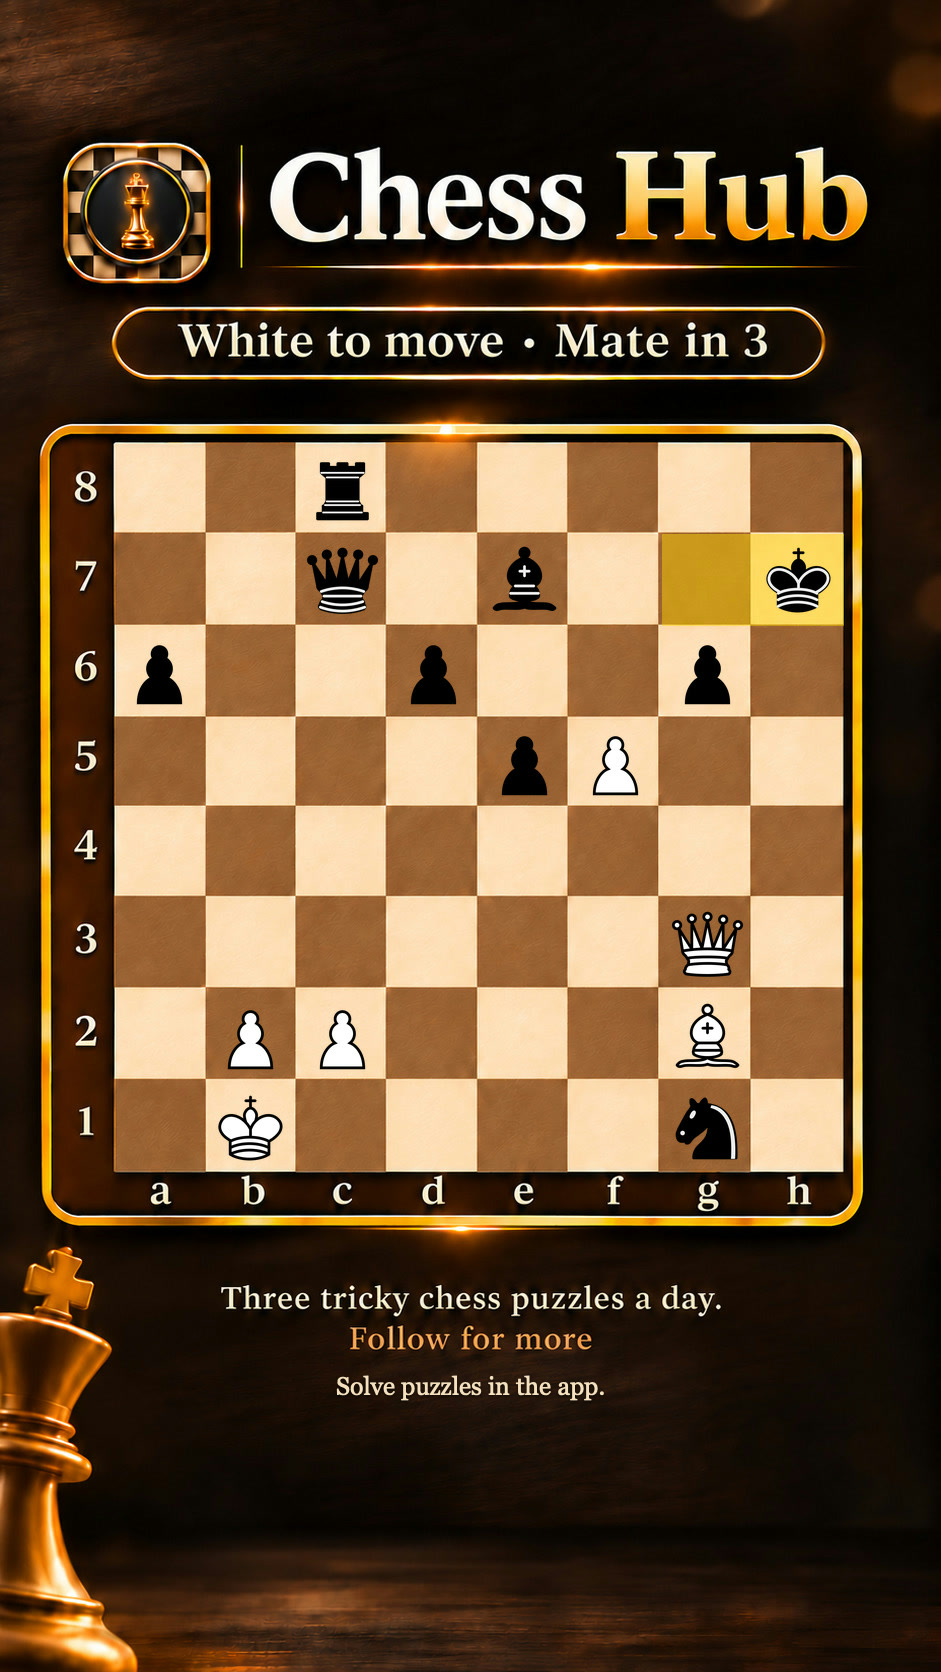 Chess Hub
White to move • Mate in 3
8
7
6
5
4
3
2
1
a b c d e f g h
Three tricky chess puzzles a day.
Follow for more
Solve puzzles in the app.